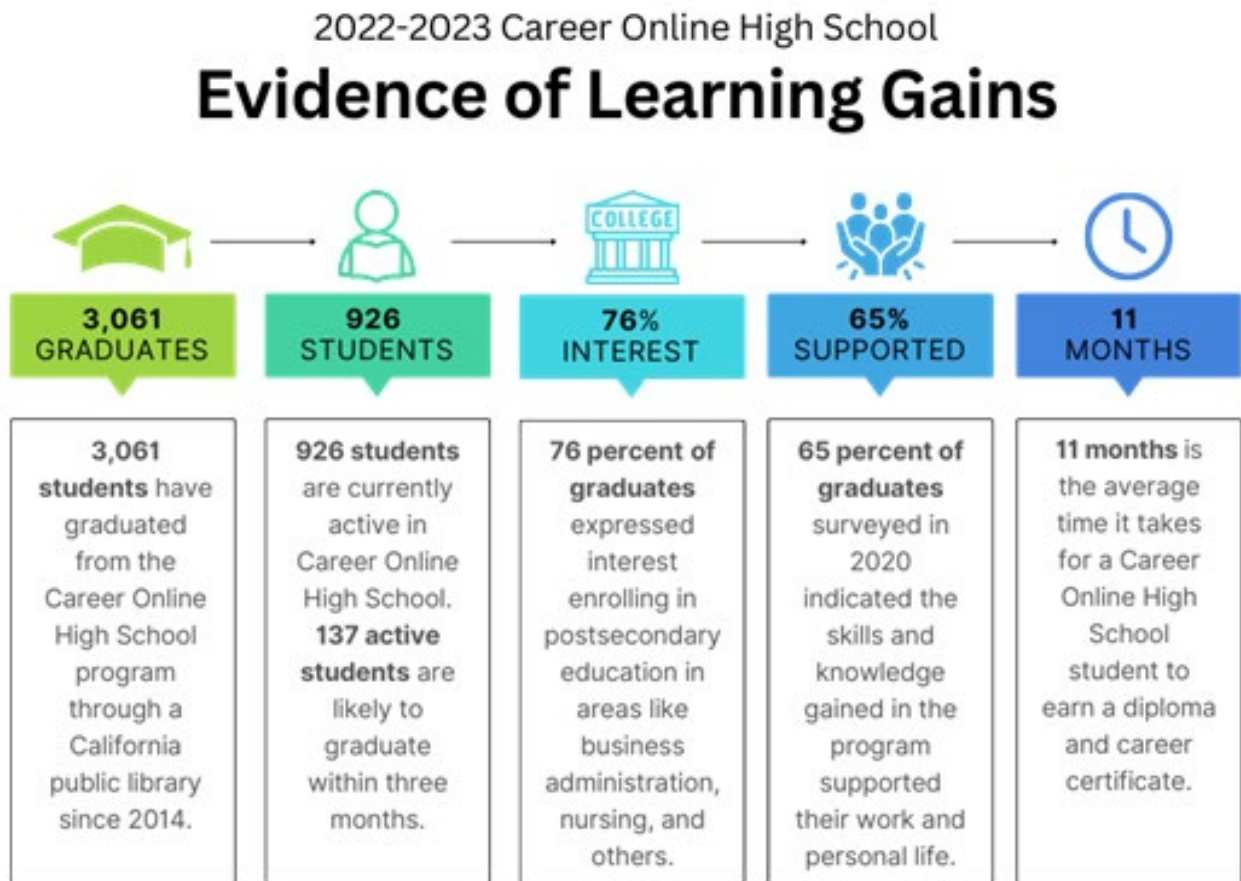 2022-2023 Career Online High School
Evidence of Learning Gains
COLLEGE
3,061
GRADUATES
926
STUDENTS
76%
INTEREST
65%
SUPPORTED
11
MONTHS
3,061
students have
graduated
from the
Career Online
High School
program
through a
California
public library
since 2014.
926 students
are currently
active in
Career Online
High School.
137 active
students are
likely to
graduate
within three
months.
76 percent of
graduates
expressed
interest
enrolling in
postsecondary
education in
areas like
business
administration,
nursing, and
others.
65 percent of
graduates
surveyed in
2020
indicated the
skills and
knowledge
gained in the
program
supported
their work and
personal life.
11 months is
the average
time it takes
for a Career
Online High
School
student to
earn a diploma
and career
certificate.